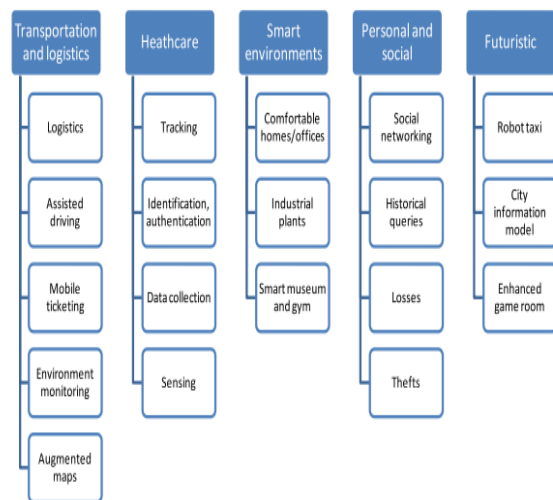 Transportation
and logistics
Logistics
Assisted
driving
Mobile
ticketing
Environment
monitoring
Augmented
maps
Heathcare
Tracking
Identification,
authentication
Data collection
Sensing
Smart
environments
Comfortable
homes/offices
Industrial
plants
Smart museum
and gym
Personal and
social
Social
networking
Historical
queries
Losses
Thefts
Futuristic
Robot taxi
City
information
model
Enhanced
game room